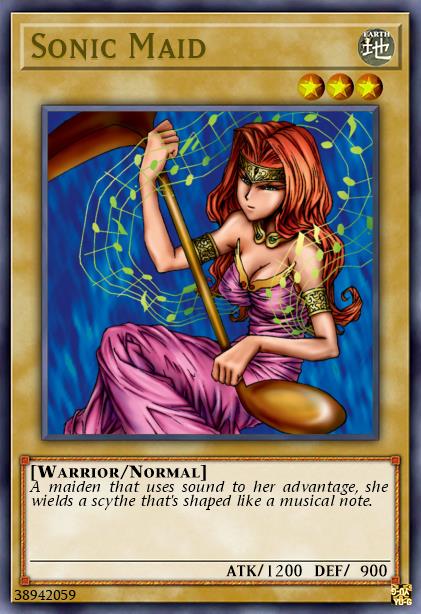 Sonic Maid
EARTH
地
[Warrior/Normal]
A maiden that uses sound to her advantage, she
wields a scythe that's shaped like a musical note.
ATK/1200 DEF/ 900
38942059